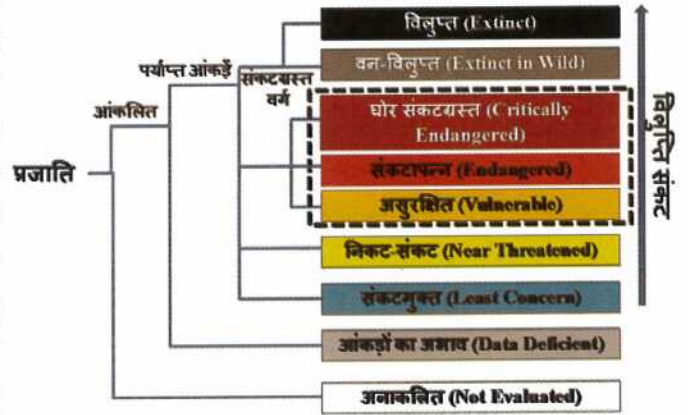 विलुप्त (Extinct)
वन-विलुप्त (Extinct in Wild)
पर्याप्त आंकड़ें
संकटग्रस्त
वर्ग
आंकलित
घोर संकटग्रस्त (Critically
Endangered)
प्रजाति
संकटापन्न (Endangered)
असुरक्षित (Vulnerable)
निकट-संकट (Near Threatened)
संकटमुक्त (Least Concern)
आंकड़ों का अभाव (Data Deficient)
अनाकलित (Not Evaluated)
विलुप्ति संकट